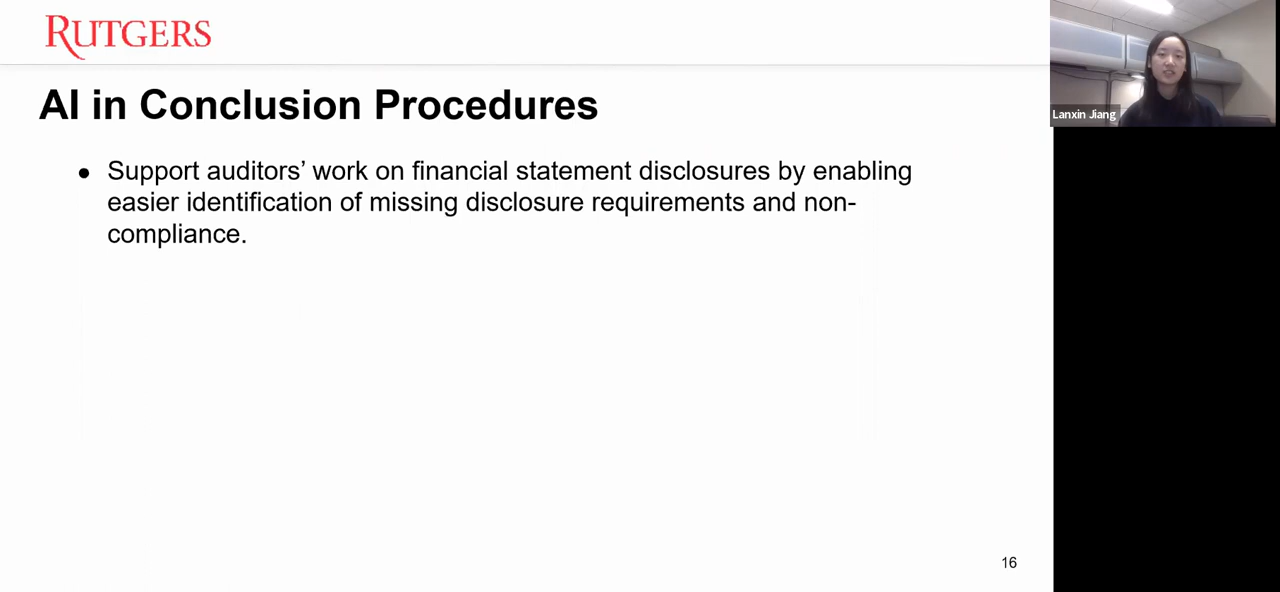 RUTGERS
Lanxin Jiang
AI in Conclusion Procedures
● Support auditors’ work on financial statement disclosures by enabling
easier identification of missing disclosure requirements and non-
compliance.
16